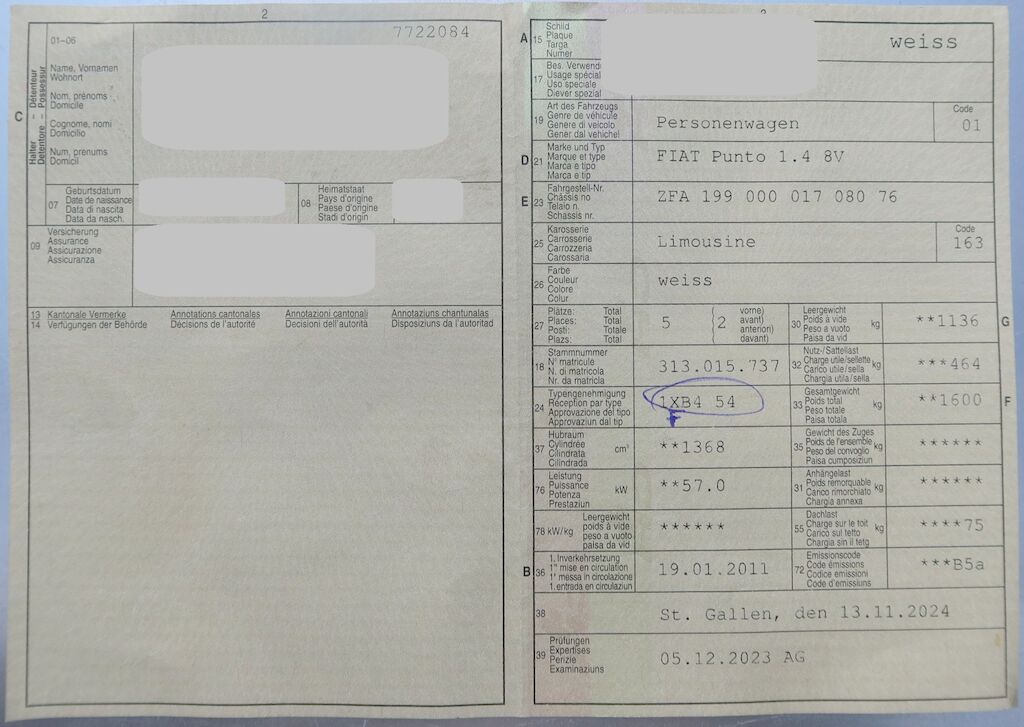 2
7722084
01-06
C
Halter – Détenteur
Detentore – Possessur
Name, Vornamen
Wohnort
Nom, prénoms
Domicile
Cognome, nomi
Domicilio
Num, prenums
Domicil
07
Geburtsdatum
Date de naissance
Data di nascita
Data da nasch.
08
Heimatstaat
Pays d'origine
Paese d'origine
Stadi d'origin
09
Versicherung
Assurance
Assicurazione
Assicuranza
13 Kantonale Vermerke Annotations cantonales Annotazioni cantonali Annotaziuns chantunalas
14 Verfügungen der Behörde Décisions de l'autorité Decisioni dell'autorità Disposiziuns da l'autoritad
A 15
Schild
Plaque
Targa
Numer
weiss
17
Bes. Verwend
Usage spécial
Uso speciale
Diever spezial
19
Art des Fahrzeugs
Genre de véhicule
Genere di veicolo
Gener dal vehichel
Personenwagen
Code
01
D 21
Marke und Typ
Marque et type
Marca e tipo
Marca e tip
FIAT Punto 1.4 8V
E 23
Fahrgestell-Nr.
Châssis no
Telaio n.
Schassis nr.
ZFA 199 000 017 080 76
25
Karosserie
Carrosserie
Carrozzeria
Carossaria
Limousine
Code
163
26
Farbe
Couleur
Colore
Colur
weiss
27
Plätze: Total
Places: Total
Posti: Totale
Plazs: Total
5
(2 vorne)
avant)
anteriori)
davant)
30
Leergewicht
Poids à vide
Peso a vuoto
Paisa da vid
kg
**1136
G
18
Stammnummer
N° matricule
N. di matricola
Nr. da matricla
313.015.737
32
Nutz-/Sattellast
Charge utile/sellette
Carico utile/sella
Chargia utila/sella
kg
***464
24
Typengenehmigung
Réception par type
Approvazione del tipo
Approvaziun dal tip
1XB4 54
F
33
Gesamtgewicht
Poids total
Peso totale
Paisa totala
kg
**1600
F
37
Hubraum
Cylindrée
Cilindrata
Cilindrada
cm³
**1368
35
Gewicht des Zuges
Poids de l'ensemble
Peso del convoglio
Paisa cumposiziun
kg
******
76
Leistung
Puissance
Potenza
Prestaziun
kW
**57.0
31
Anhängelast
Poids remorquable
Carico rimorchiato
Chargia annexa
kg
******
78 kW/kg
Leergewicht
poids à vide
peso a vuoto
paisa da vid
******
55
Dachlast
Charge sur le toit
Carico sul tetto
Chargia sin il tetg
kg
****75
B 36
1. Inverkehrsetzung
1re mise en circulation
1a messa in circolazione
1. entrada en circulaziun
19.01.2011
72
Emissionscode
Code émissions
Codice emissioni
Code d'emissiuns
***B5a
38
St. Gallen, den 13.11.2024
39
Prüfungen
Expertises
Perizie
Examinaziuns
05.12.2023 AG